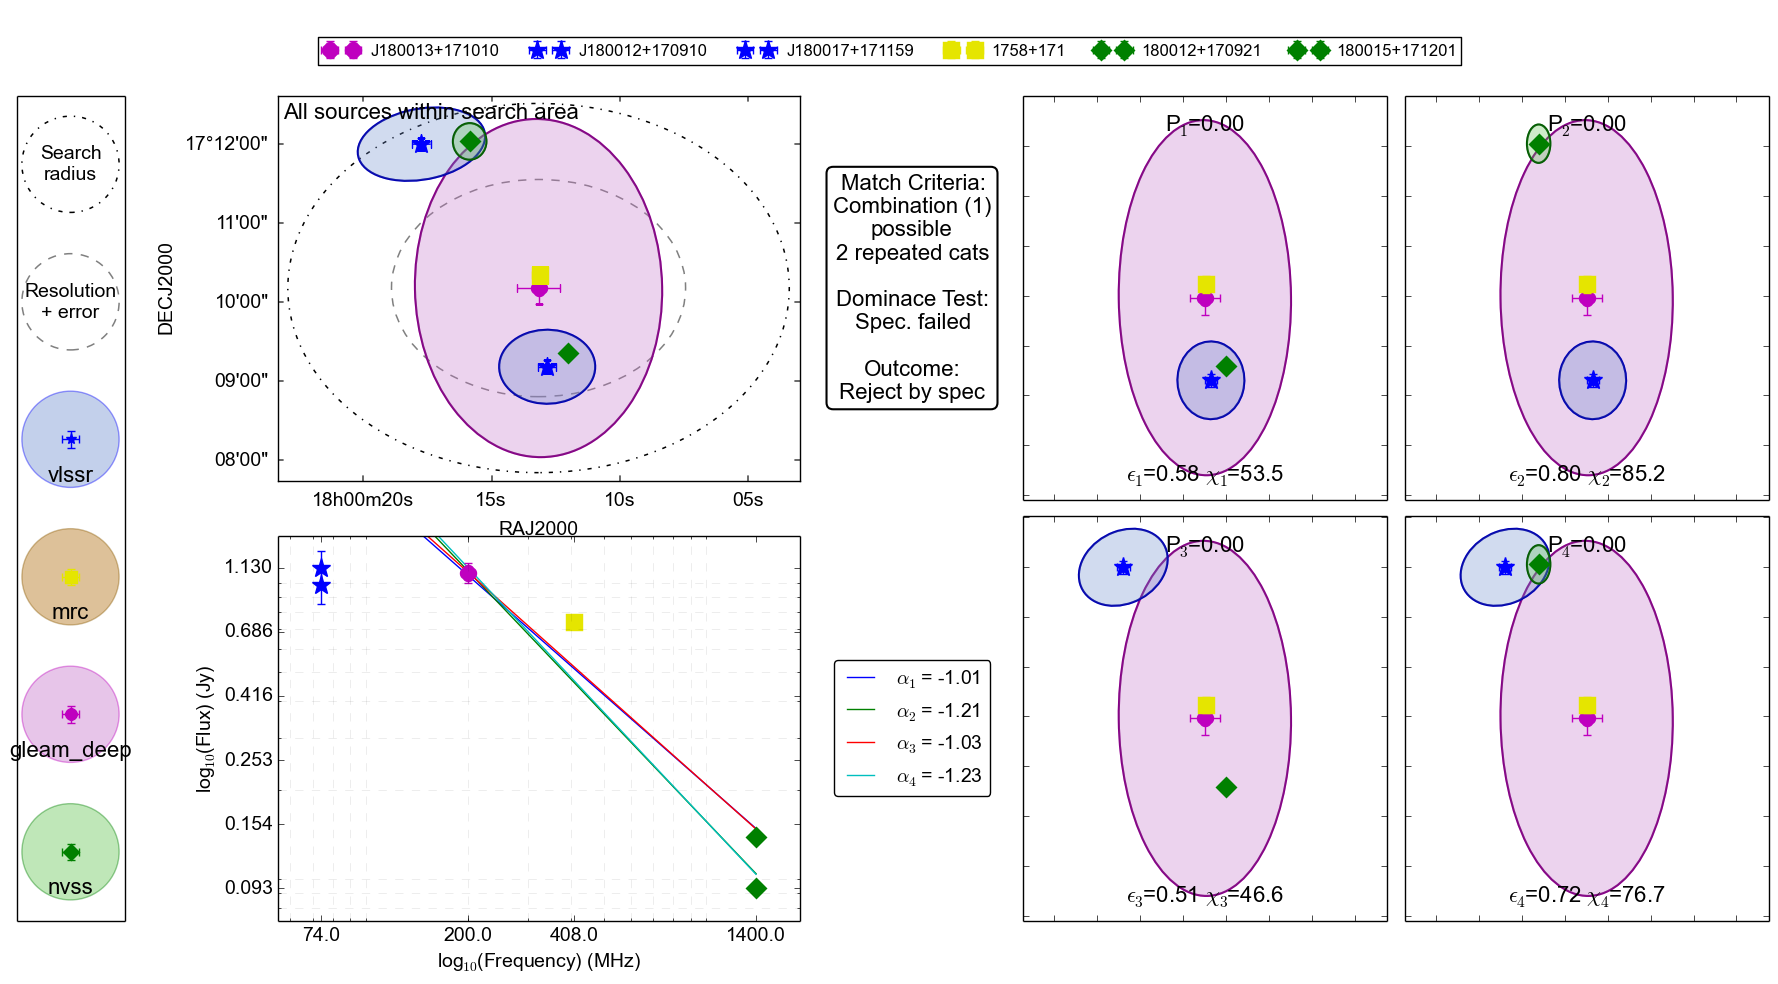 J180013+171010 J180012+170910 J180017+171159 1758+171 180012+170921 180015+171201
Search
radius
Resolution
+ error
vlssr
mrc
gleam_deep
nvss
All sources within search area
DECJ2000
17°12'00"
11'00"
10'00"
09'00"
08'00"
18h00m20s 15s 10s 05s
RAJ2000
Match Criteria:
Combination (1)
possible
2 repeated cats
Dominace Test:
Spec. failed
Outcome:
Reject by spec
P1=0.00
ϵ1=0.58 χ1=53.5
P2=0.00
ϵ2=0.80 χ2=85.2
log10(Flux) (Jy)
1.130
0.686
0.416
0.253
0.154
0.093
74.0 200.0 408.0 1400.0
log10(Frequency) (MHz)
α1 = -1.01
α2 = -1.21
α3 = -1.03
α4 = -1.23
P3=0.00
ϵ3=0.51 χ3=46.6
P4=0.00
ϵ4=0.72 χ4=76.7